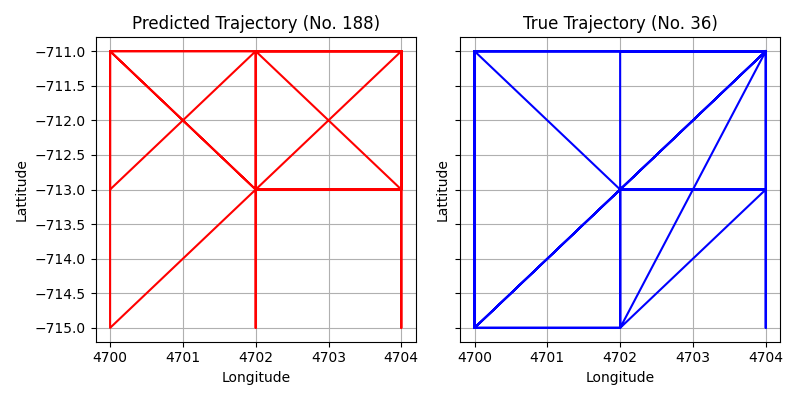 Predicted Trajectory (No. 188)
−711.0
−711.5
−712.0
−712.5
−713.0
−713.5
−714.0
−714.5
−715.0
Lattitude
4700 4701 4702 4703 4704
Longitude
True Trajectory (No. 36)
Lattitude
4700 4701 4702 4703 4704
Longitude